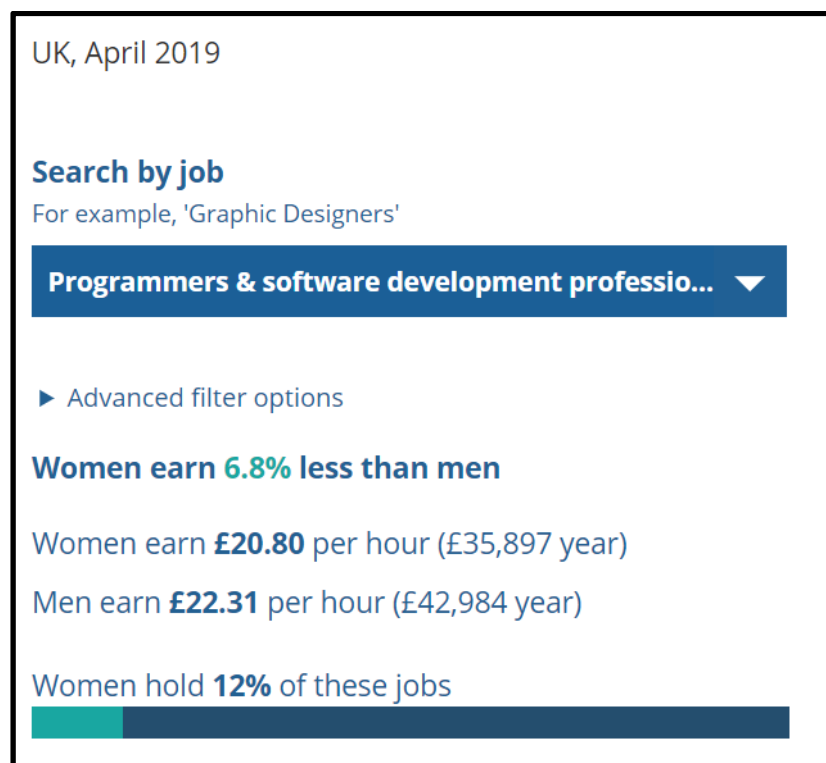 UK, April 2019
Search by job
For example, 'Graphic Designers'
Programmers & software development professio...
Advanced filter options
Women earn 6.8% less than men
Women earn £20.80 per hour (£35,897 year)
Men earn £22.31 per hour (£42,984 year)
Women hold 12% of these jobs